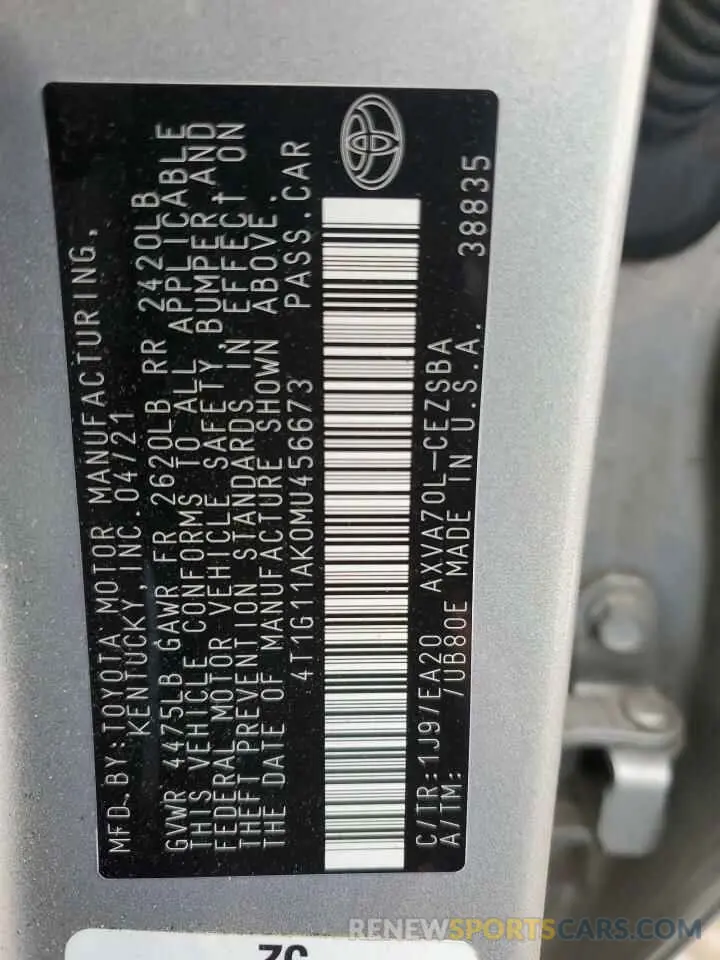 MFD. BY: TOYOTA MOTOR MANUFACTURING,
KENTUCKY, INC. 04/21
GVWR 4475LB GAWR FR 2620LB RR 2420LB
THIS VEHICLE CONFORMS TO ALL APPLICABLE
FEDERAL MOTOR VEHICLE SAFETY, BUMPER, AND
THEFT PREVENTION STANDARDS IN EFFECT ON
THE DATE OF MANUFACTURE SHOWN ABOVE.
4T1G11AK0MU456673 PASS. CAR
C/TR: 1J9/EA20 AXVA70L-CEZSBA
A/TM: /UB80E MADE IN U.S.A. 38835
RENEWSPORTSCARS.COM